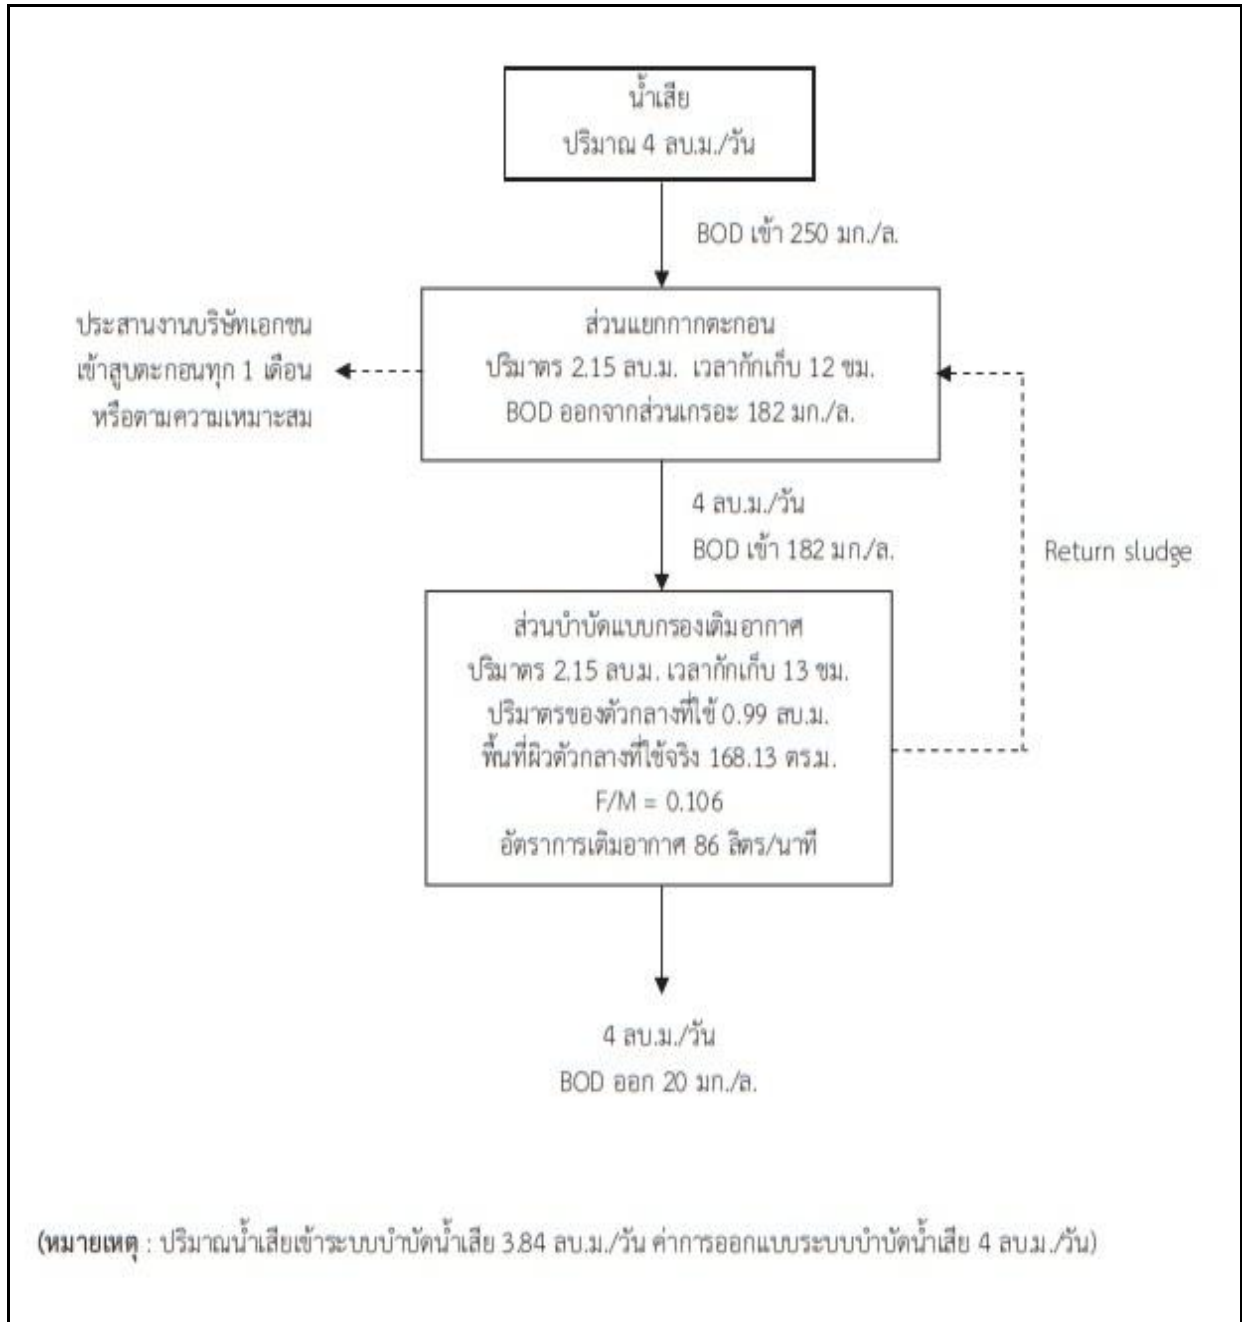 น้ำเสีย
ปริมาณ 4 ลบ.ม./วัน
BOD เข้า 250 มก./ล.
ประสานงานบริษัทเอกชน
เข้าสูบตะกอนทุก 1 เดือน
หรือตามความเหมาะสม
ส่วนแยกกากตะกอน
ปริมาตร 2.15 ลบ.ม. เวลากักเก็บ 12 ชม.
BOD ออกจากส่วนเกรอะ 182 มก./ล.
4 ลบ.ม./วัน
BOD เข้า 182 มก./ล.
Return sludge
ส่วนบำบัดแบบกรองเติมอากาศ
ปริมาตร 2.15 ลบ.ม. เวลากักเก็บ 13 ชม.
ปริมาตรของตัวกลางที่ใช้ 0.99 ลบ.ม.
พื้นที่ผิวตัวกลางที่ใช้จริง 168.13 ตร.ม.
F/M = 0.106
อัตราการเติมอากาศ 86 ลิตร/นาที
4 ลบ.ม./วัน
BOD ออก 20 มก./ล.
(หมายเหตุ : ปริมาณน้ำเสียเข้าระบบบำบัดน้ำเสีย 3.84 ลบ.ม./วัน ค่าการออกแบบระบบบำบัดน้ำเสีย 4 ลบ.ม./วัน)